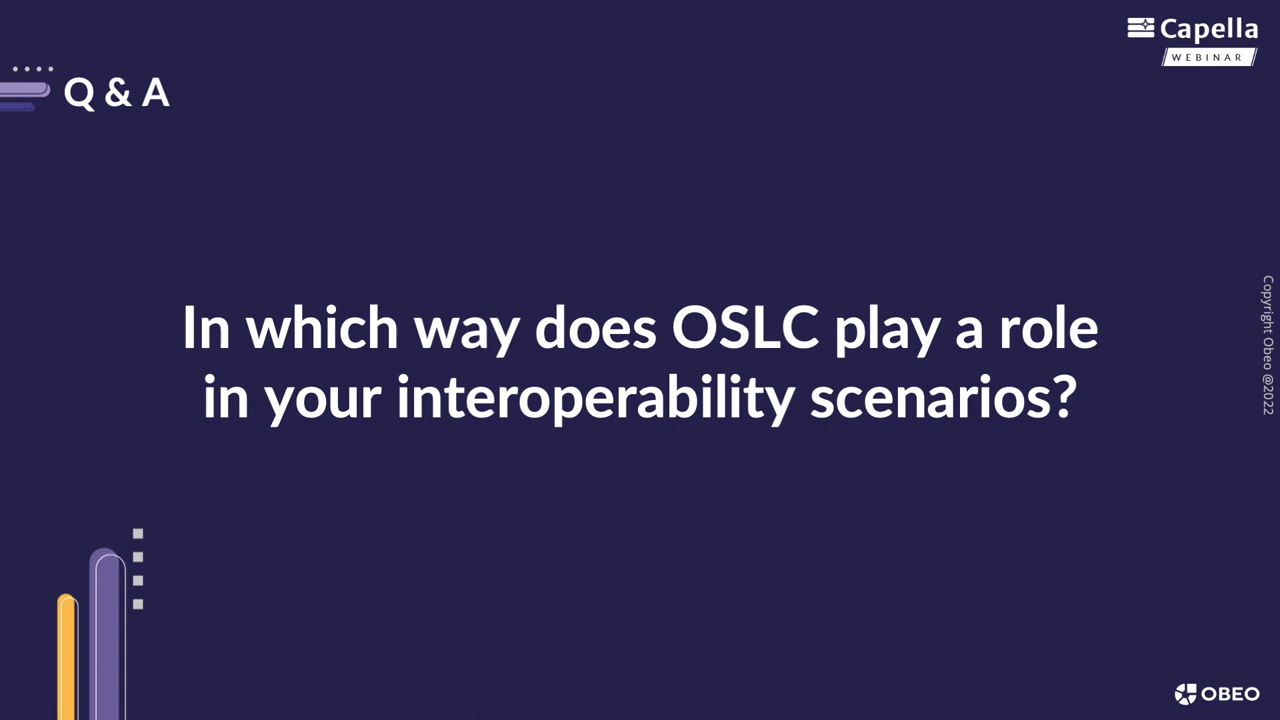 Capella
WEBINAR
Q & A
In which way does OSLC play a role
in your interoperability scenarios?
Copyright Obeo @2022
OBEO